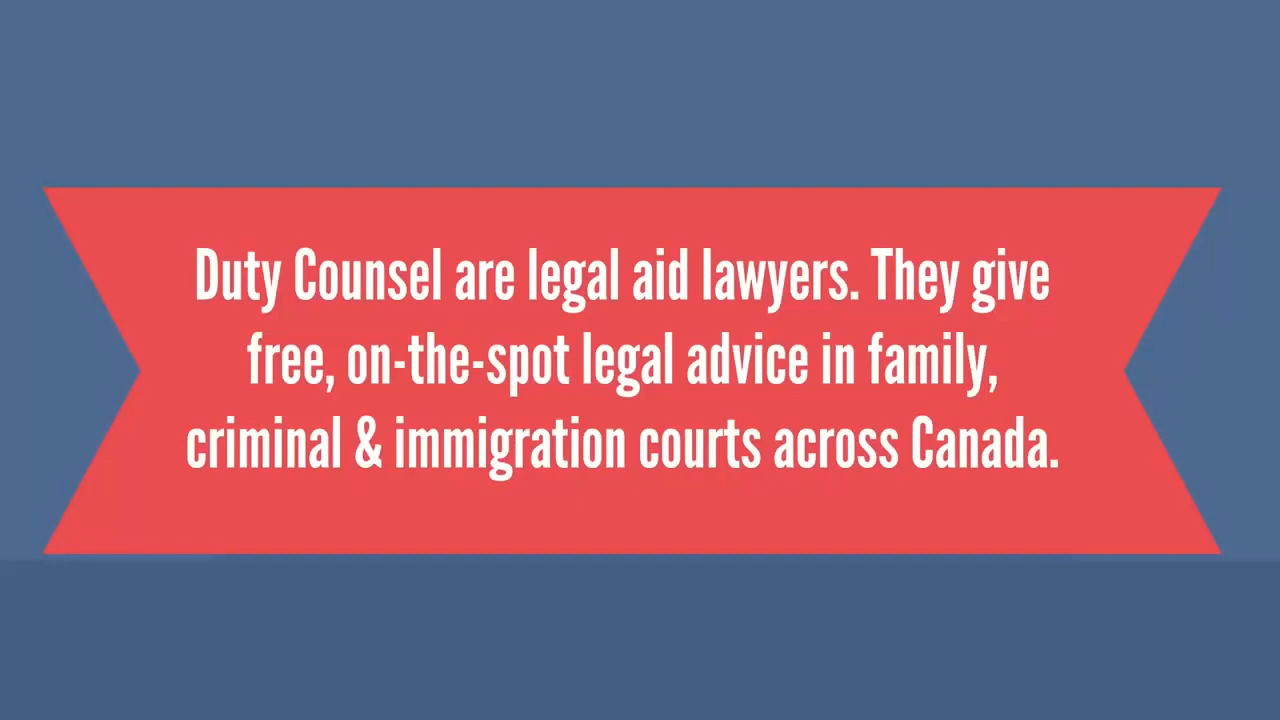 Duty Counsel are legal aid lawyers. They give
free, on-the-spot legal advice in family,
criminal & immigration courts across Canada.